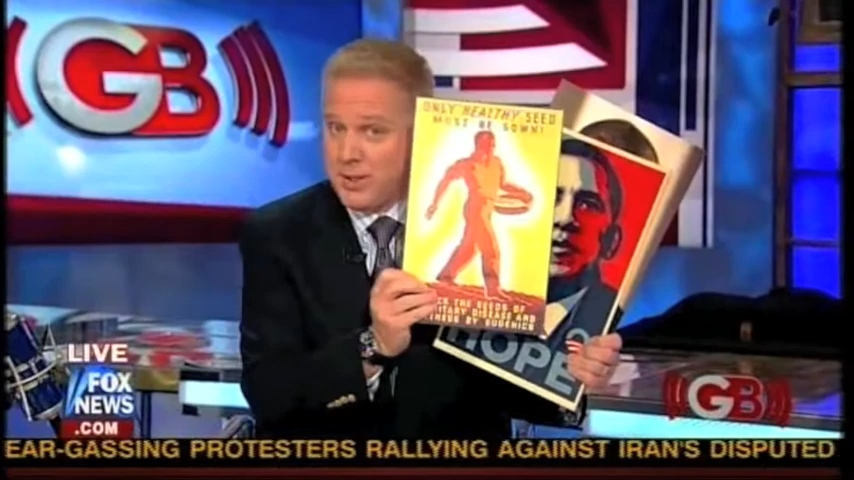 GB
ONLY HEALTHY SEED
MUST BE SOWN!
CK THE SEEDS OF
ITARY DISEASE AND
BY EUGENICS
HOPE
LIVE
FOX
NEWS
.COM
GB
EAR-GASSING PROTESTERS RALLYING AGAINST IRAN'S DISPUTED